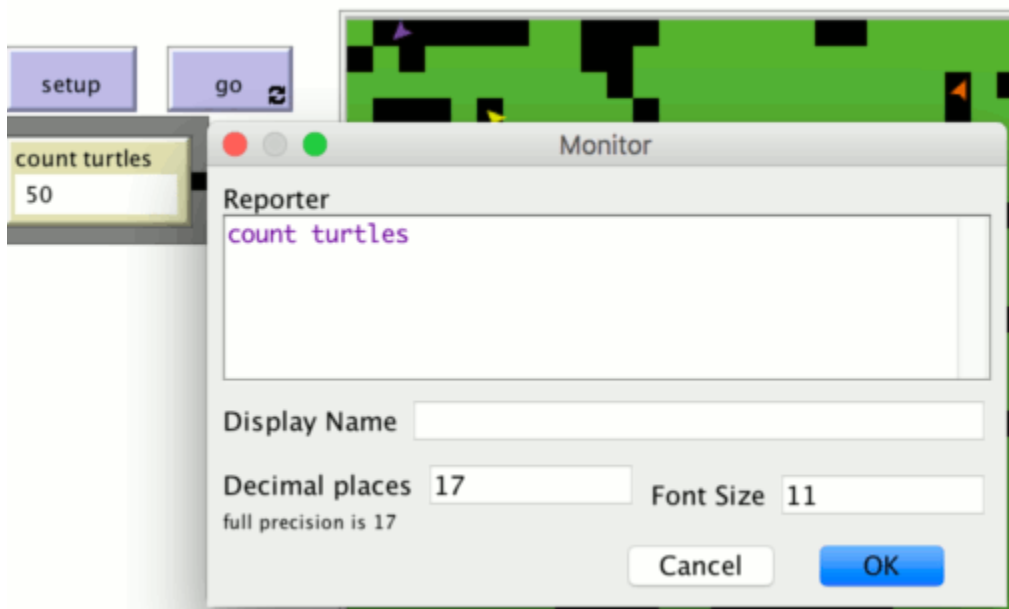 setup
go
count turtles
50
Monitor
Reporter
count turtles
Display Name
Decimal places 17
Font Size 11
full precision is 17
Cancel
OK